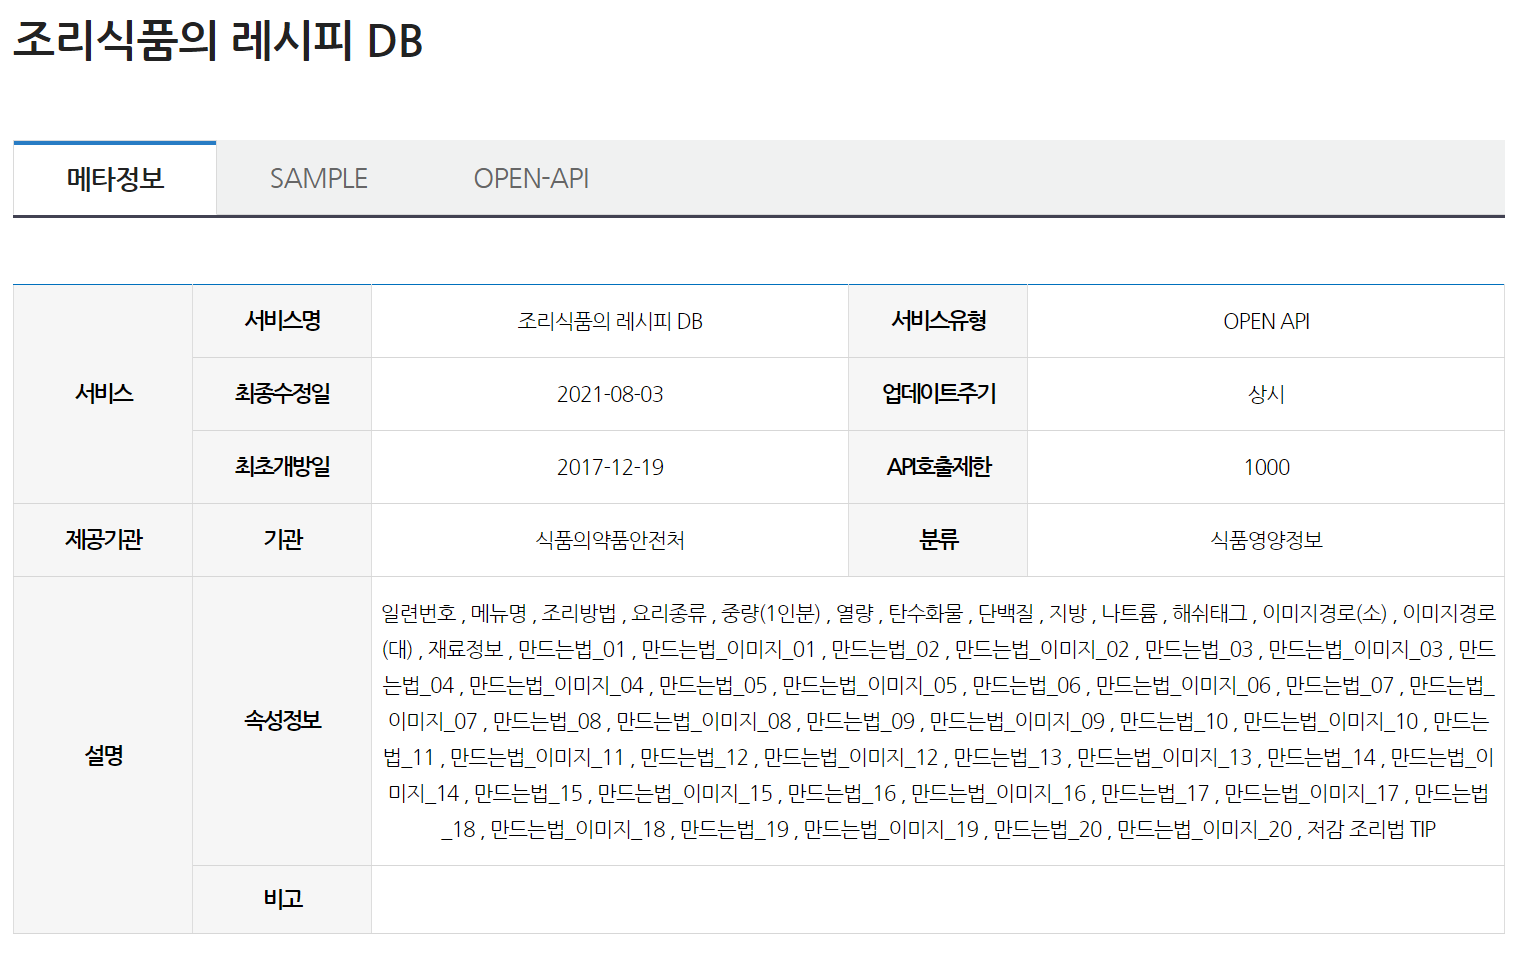 조리식품의 레시피 DB
메타정보 SAMPLE OPEN-API
서비스 서비스명 조리식품의 레시피 DB 서비스유형 OPEN API
최종수정일 2021-08-03 업데이트주기 상시
최초개방일 2017-12-19 API호출제한 1000
제공기관 기관 식품의약품안전처 분류 식품영양정보
설명 속성정보
일련번호 , 메뉴명 , 조리방법 , 요리종류 , 중량(1인분) , 열량 , 탄수화물 , 단백질 , 지방 , 나트륨 , 해쉬태그 , 이미지경로(소) , 이미지경로
(대) , 재료정보 , 만드는법_01 , 만드는법_이미지_01 , 만드는법_02 , 만드는법_이미지_02 , 만드는법_03 , 만드는법_이미지_03 , 만드
는법_04 , 만드는법_이미지_04 , 만드는법_05 , 만드는법_이미지_05 , 만드는법_06 , 만드는법_이미지_06 , 만드는법_07 , 만드는법_
이미지_07 , 만드는법_08 , 만드는법_이미지_08 , 만드는법_09 , 만드는법_이미지_09 , 만드는법_10 , 만드는법_이미지_10 , 만드는
법_11 , 만드는법_이미지_11 , 만드는법_12 , 만드는법_이미지_12 , 만드는법_13 , 만드는법_이미지_13 , 만드는법_14 , 만드는법_이
미지_14 , 만드는법_15 , 만드는법_이미지_15 , 만드는법_16 , 만드는법_이미지_16 , 만드는법_17 , 만드는법_이미지_17 , 만드는법
_18 , 만드는법_이미지_18 , 만드는법_19 , 만드는법_이미지_19 , 만드는법_20 , 만드는법_이미지_20 , 저감 조리법 TIP
비고